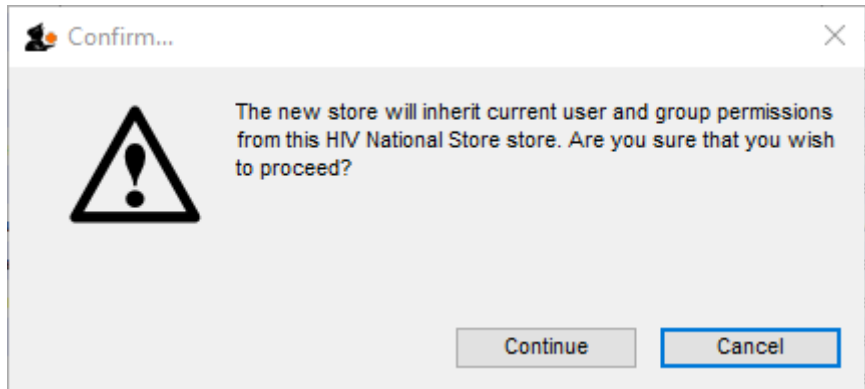 Confirm...
The new store will inherit current user and group permissions
from this HIV National Store store. Are you sure that you wish
to proceed?
Continue
Cancel